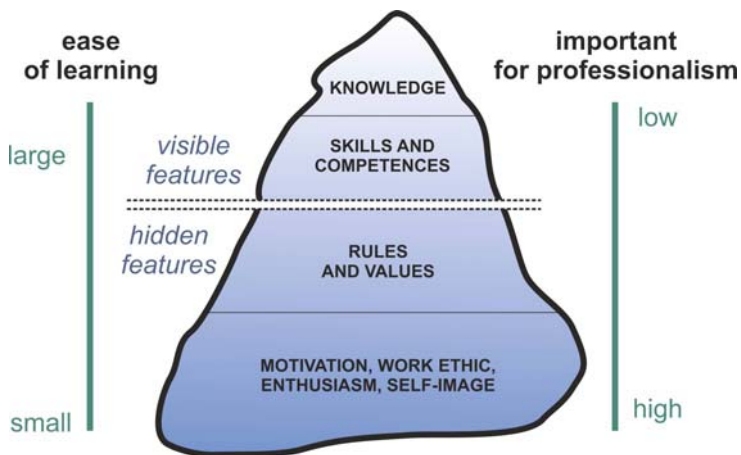 ease
of learning
important
for professionalism
KNOWLEDGE
low
large
visible
features
SKILLS AND
COMPETENCES
hidden
features
RULES
AND VALUES
MOTIVATION, WORK ETHIC,
ENTHUSIASM, SELF-IMAGE
small
high